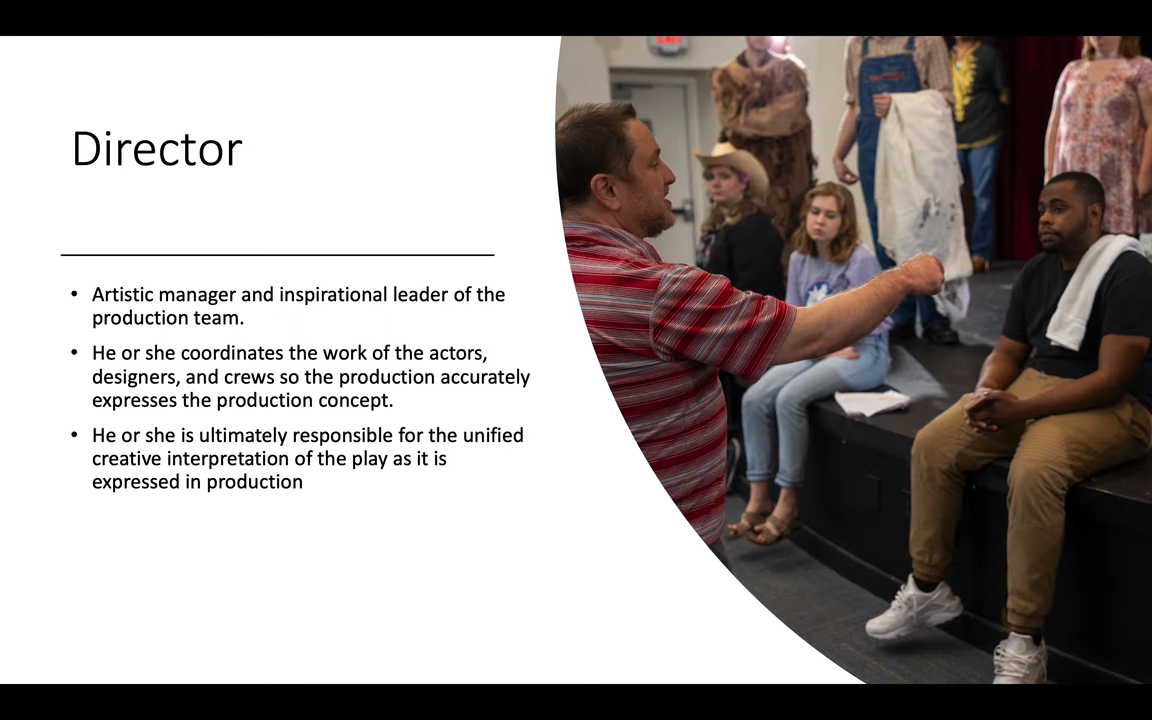 Director
• Artistic manager and inspirational leader of the
production team.
• He or she coordinates the work of the actors,
designers, and crews so the production accurately
expresses the production concept.
• He or she is ultimately responsible for the unified
creative interpretation of the play as it is
expressed in production